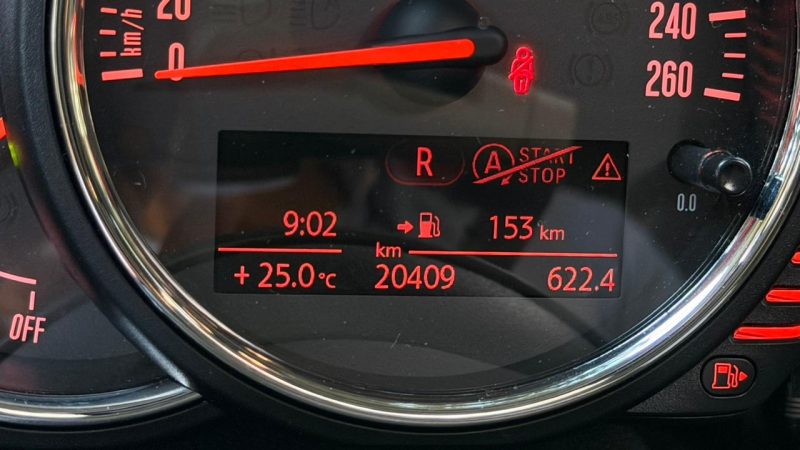 20
km/h
0
240
260
R
A START STOP
9:02
153 km
km
+ 25.0 °C
20409
622.4
0.0
OFF